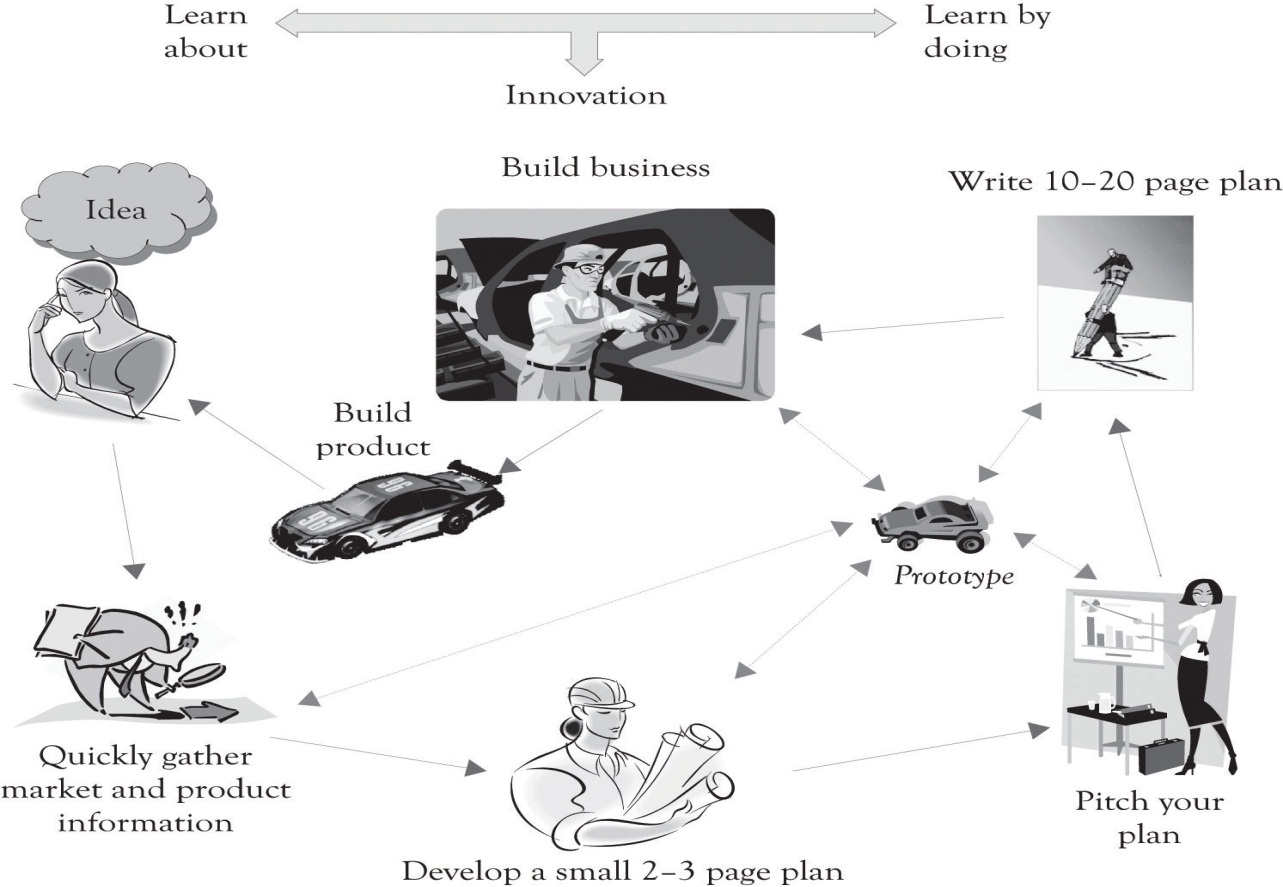 Learn
about
Learn by
doing
Innovation
Build business
Write 10–20 page plan
Idea
Build
product
Prototype
Quickly gather
market and product
information
Develop a small 2–3 page plan
Pitch your
plan